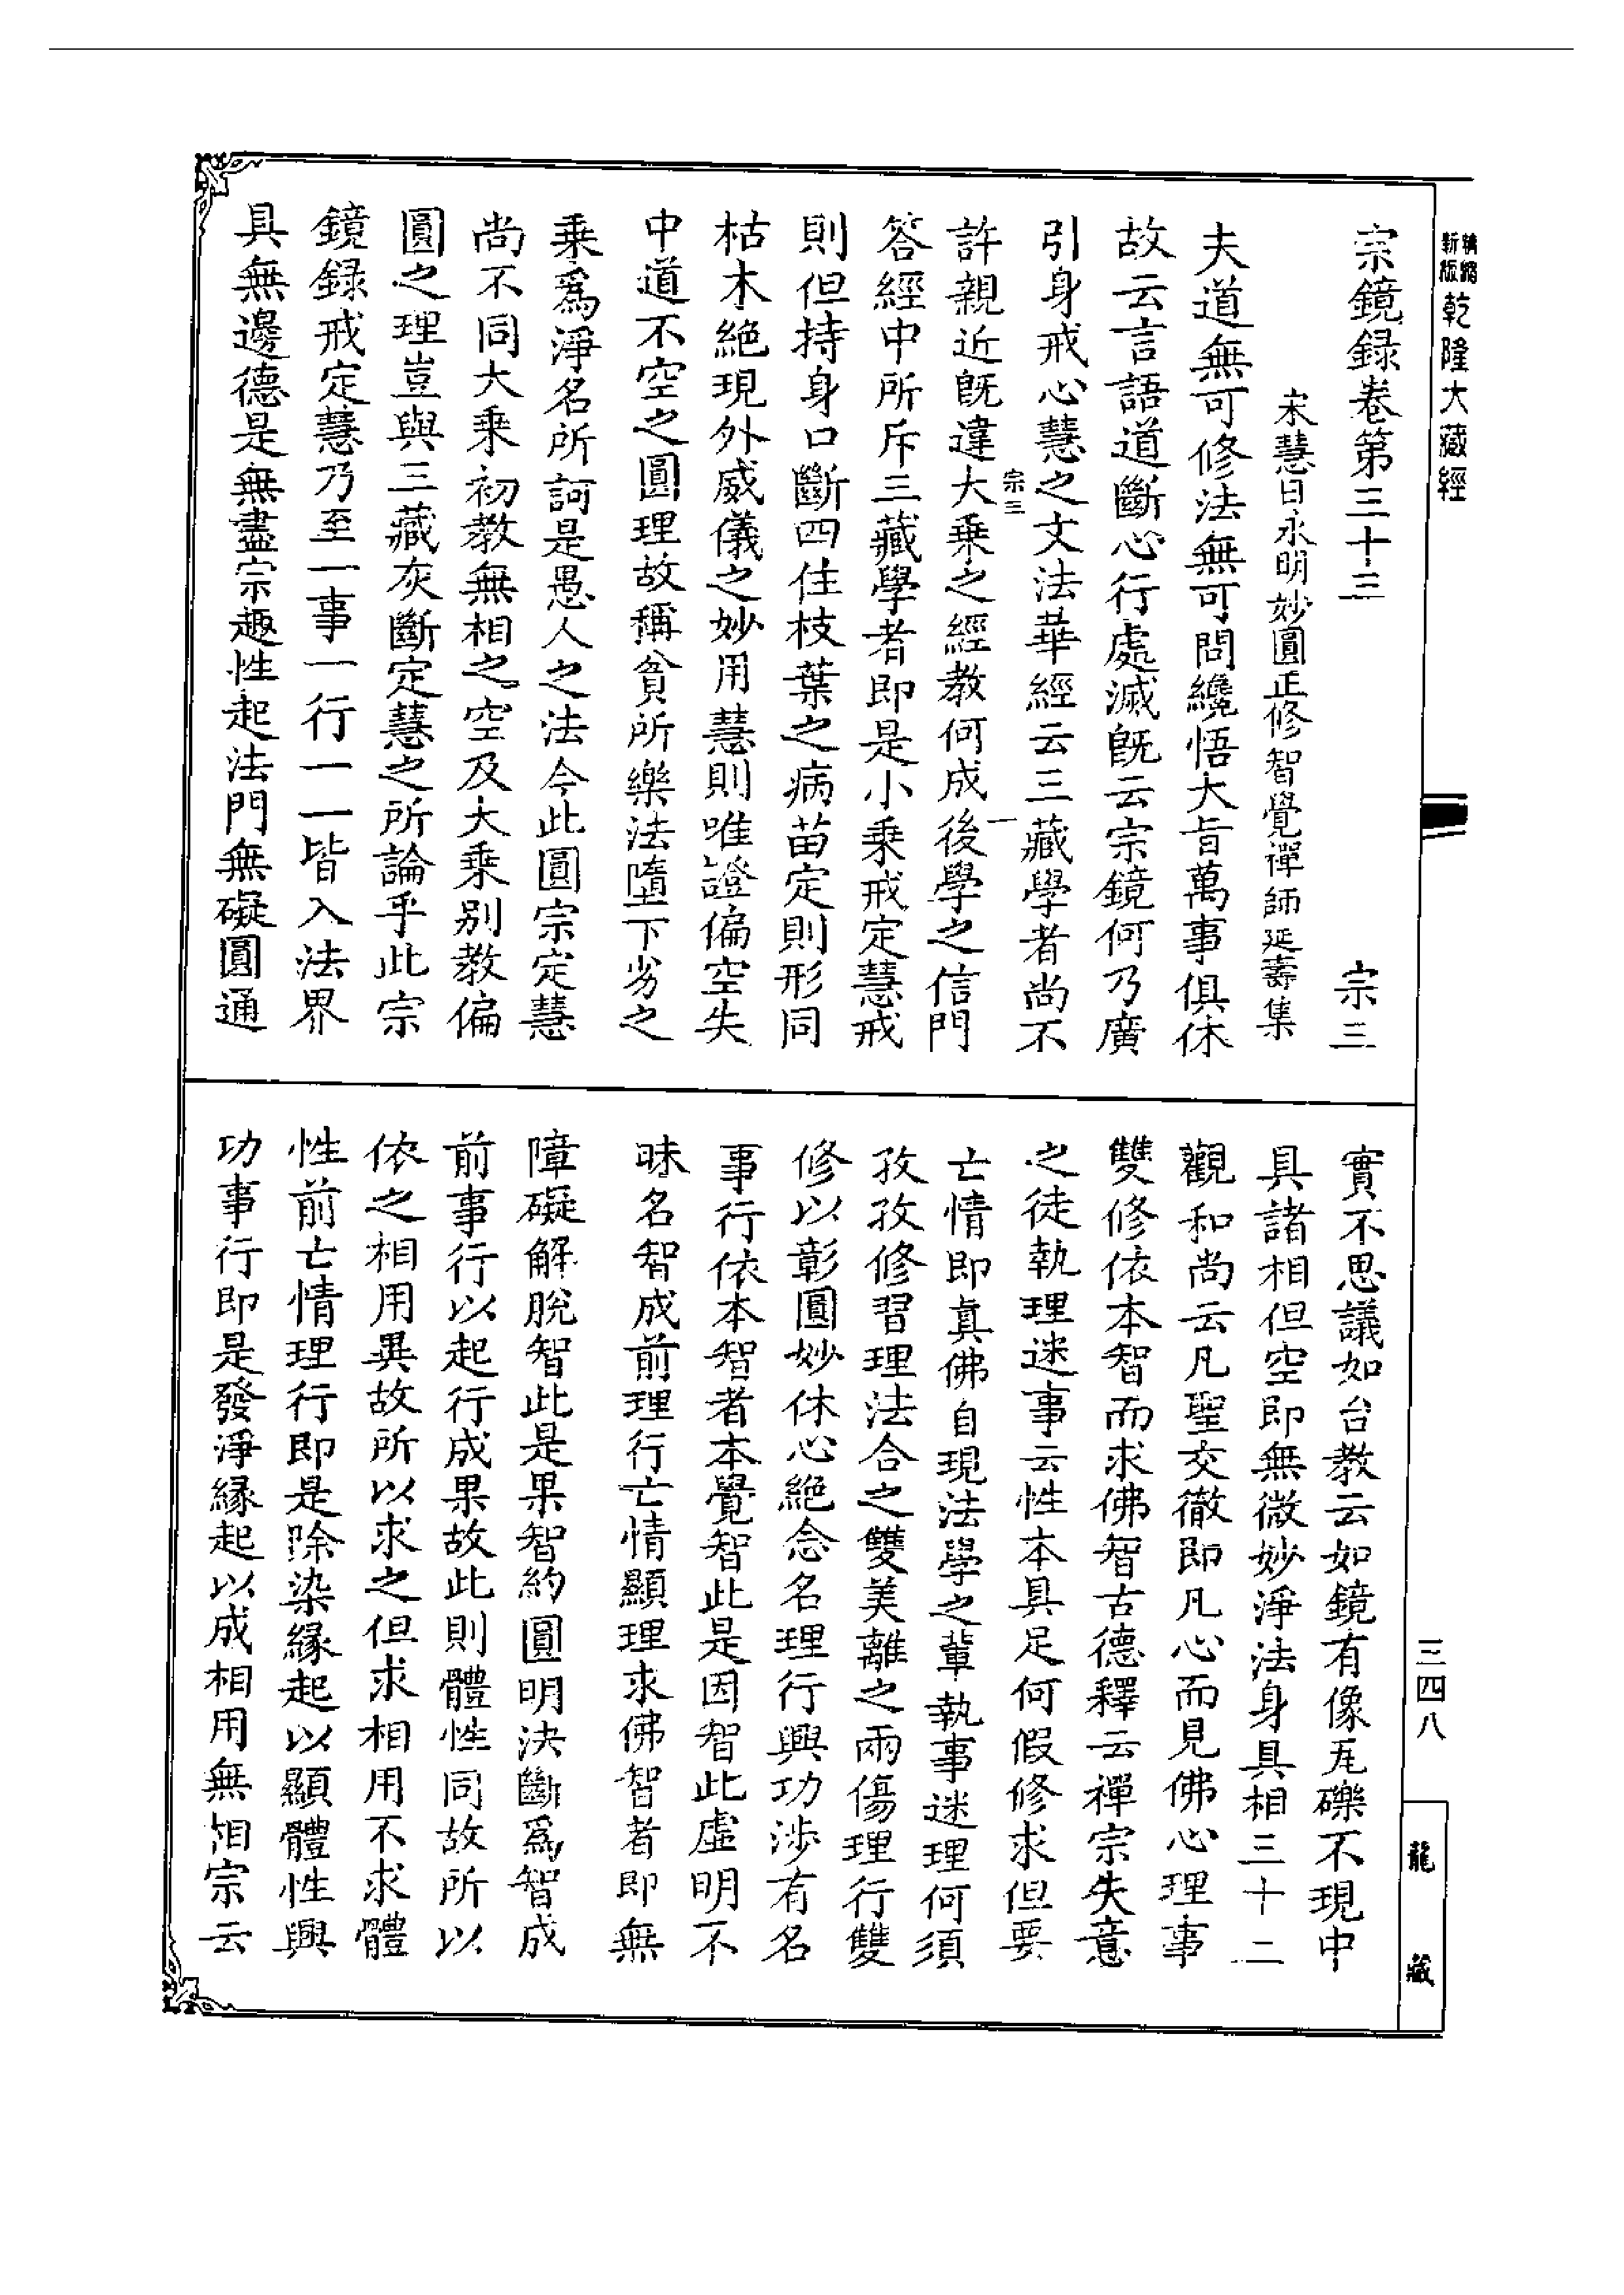 新版
精縮
乾隆大藏經
宗鏡録卷第三十三
宗三
宋慧日永明妙圓正修智覺禪師延壽集
夫道無可修法無可問纔悟大旨萬事俱休
故云言語道斷心行處滅旣云宗鏡何乃廣
引身戒心慧之文法華經云三藏學者尚不
宗三
一
許親近旣違大乘之經教何成後學之信門
答經中所斥三藏學者即是小乘戒定慧戒
則但持身口斷四住枝葉之病苗定則形同
枯木絶現外威儀之妙用慧則唯證偏空失
中道不空之圓理故稱貧所樂法墮下劣之
乘爲淨名所訶是愚人之法今此圓宗定慧
尚不同大乘初教無相之空及大乘别教偏
圓之理豈與三藏灰斷定慧之所論乎此宗
鏡録戒定慧乃至一事一行一一皆入法界
具無邊德是無盡宗趣性起法門無礙圓通
實不思議如台教云如鏡有像瓦礫不現中
具諸相但空即無微妙淨法身具相三十二
觀和尚云凡聖交徹即凡心而見佛心理事
雙修依本智而求佛智古德釋云禪宗失意
之徒執理迷事云性本具足何假修求但要
亡情即真佛自現法學之輩執事迷理何須
孜孜修習理法合之雙美離之兩傷理行雙
修以彰圓妙休心絶念名理行興功涉有名
事行依本智者本覺智此是因智此虚明不
昧名智成前理行亡情顯理求佛智者即無
障礙解脫智此是果智約圓明決斷爲智成
前事行以起行成果故此則體性同故所以
依之相用異故所以求之但求相用不求體
性前亡情理行即是除染緣起以顯體性興
功事行即是發淨緣起以成相用無相宗云
三四八
龍藏